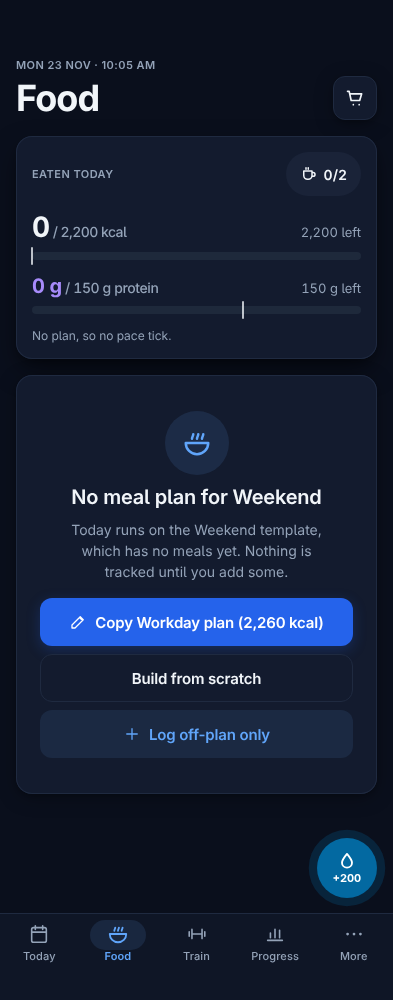 MON 23 NOV · 10:05 AM
Food
EATEN TODAY
0/2
0 / 2,200 kcal
2,200 left
0 g / 150 g protein
150 g left
No plan, so no pace tick.
No meal plan for Weekend
Today runs on the Weekend template,
which has no meals yet. Nothing is
tracked until you add some.
Copy Workday plan (2,260 kcal)
Build from scratch
+ Log off-plan only
+200
Today
Food
Train
Progress
More